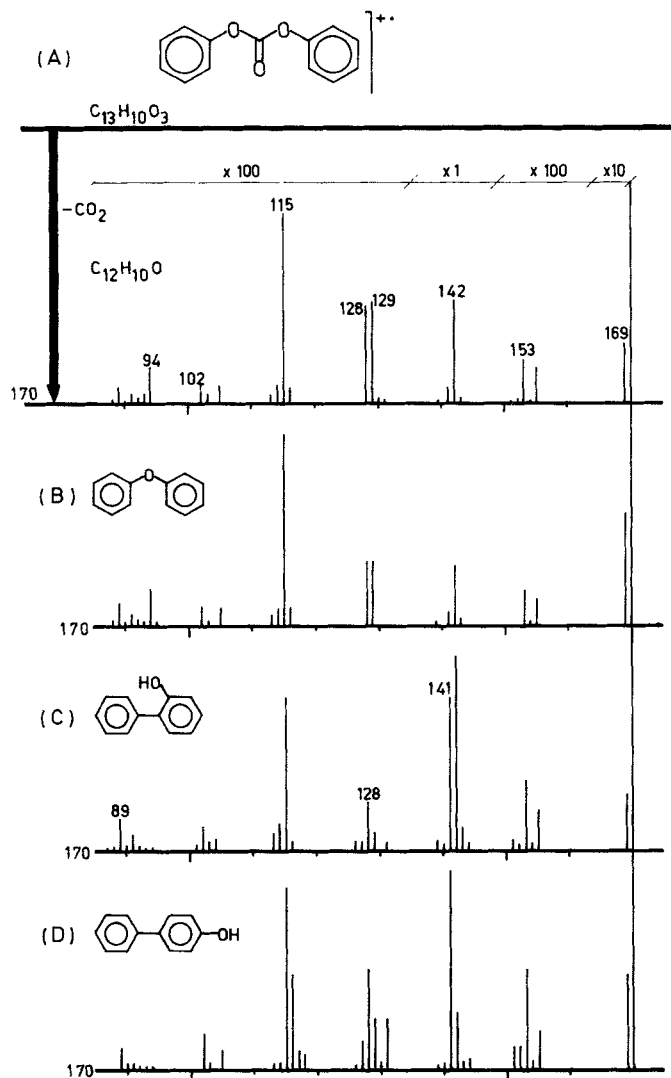 (A)
O
O
O
+·
C₁₃H₁₀O₃
x 100
x 1
x 100
x10
−CO₂
C₁₂H₁₀O
115
128
129
142
94
102
153
169
170
(B)
O
170
(C)
HO
141
89
128
170
(D)
OH
170